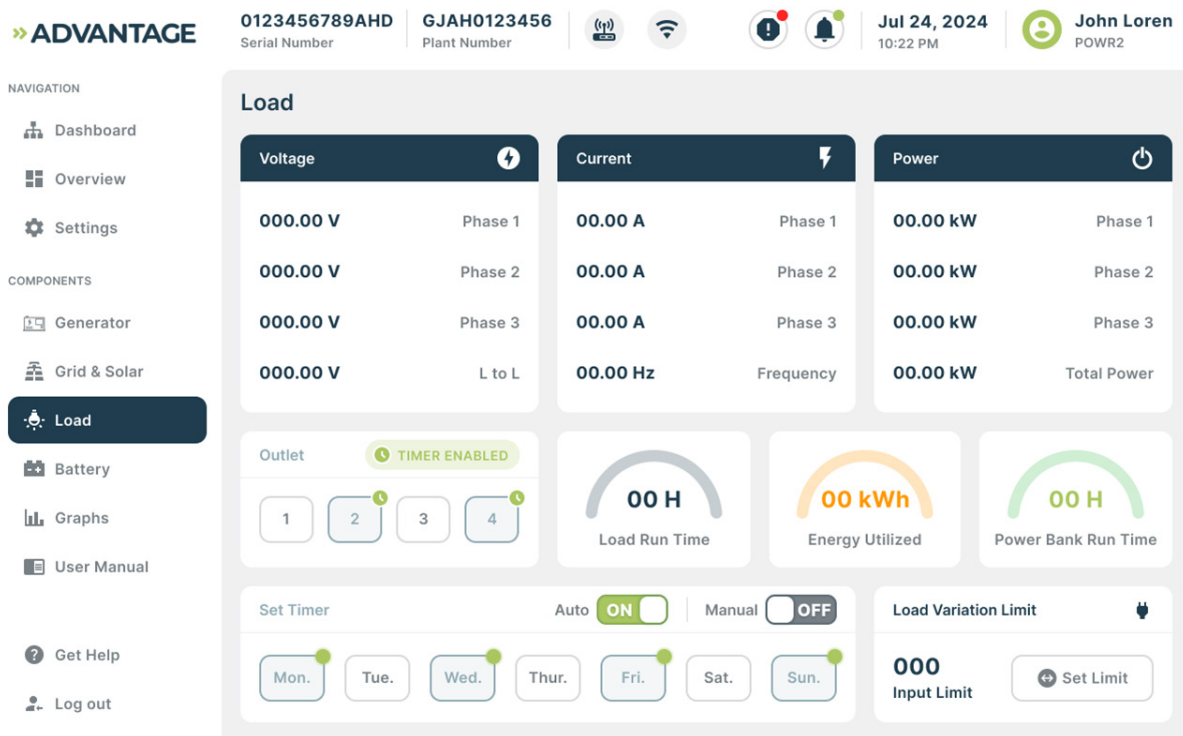 ADVANTAGE
0123456789AHD
Serial Number
GJAH0123456
Plant Number
Jul 24, 2024
10:22 PM
John Loren
POWR2
NAVIGATION
Dashboard
Overview
Settings
COMPONENTS
Generator
Grid & Solar
Load
Battery
Graphs
User Manual
Get Help
Log out
Load
Voltage
000.00 V Phase 1
000.00 V Phase 2
000.00 V Phase 3
000.00 V L to L
Current
00.00 A Phase 1
00.00 A Phase 2
00.00 A Phase 3
00.00 Hz Frequency
Power
00.00 kW Phase 1
00.00 kW Phase 2
00.00 kW Phase 3
00.00 kW Total Power
Outlet TIMER ENABLED
1 2 3 4
00 H
Load Run Time
00 kWh
Energy Utilized
00 H
Power Bank Run Time
Set Timer Auto ON Manual OFF
Mon. Tue. Wed. Thur. Fri. Sat. Sun.
Load Variation Limit
000
Input Limit
Set Limit